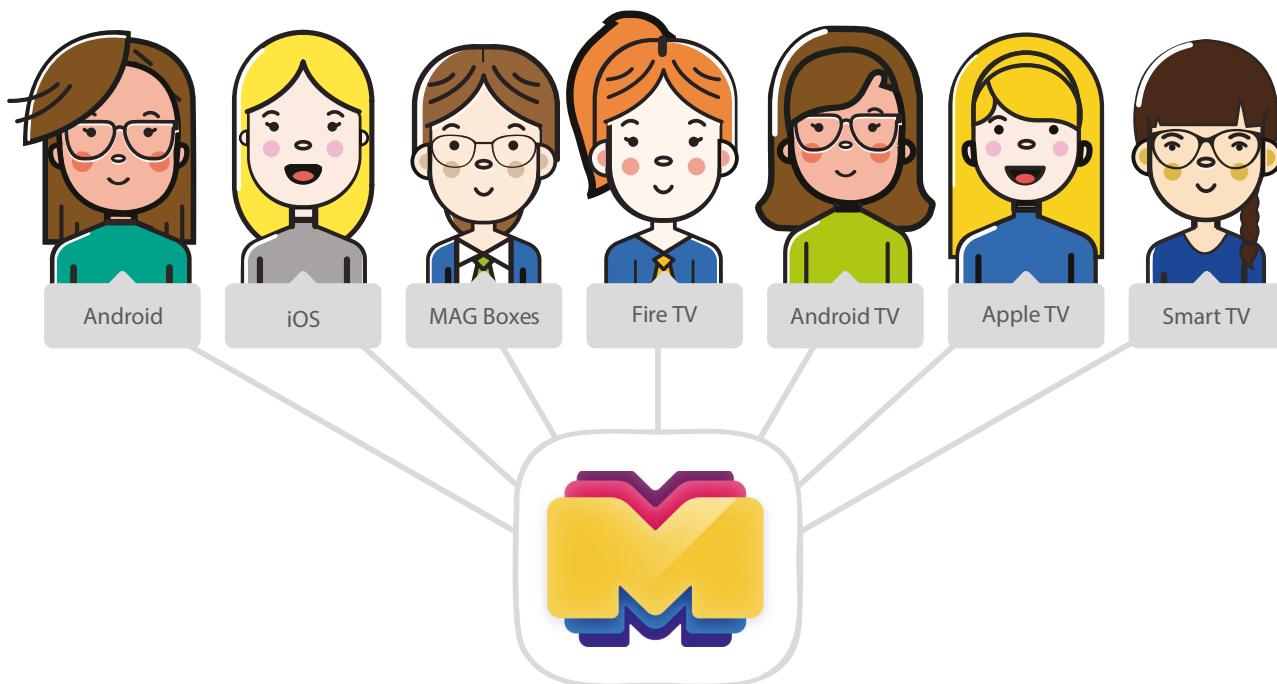 Android
iOS
MAG Boxes
Fire TV
Android TV
Apple TV
Smart TV
M